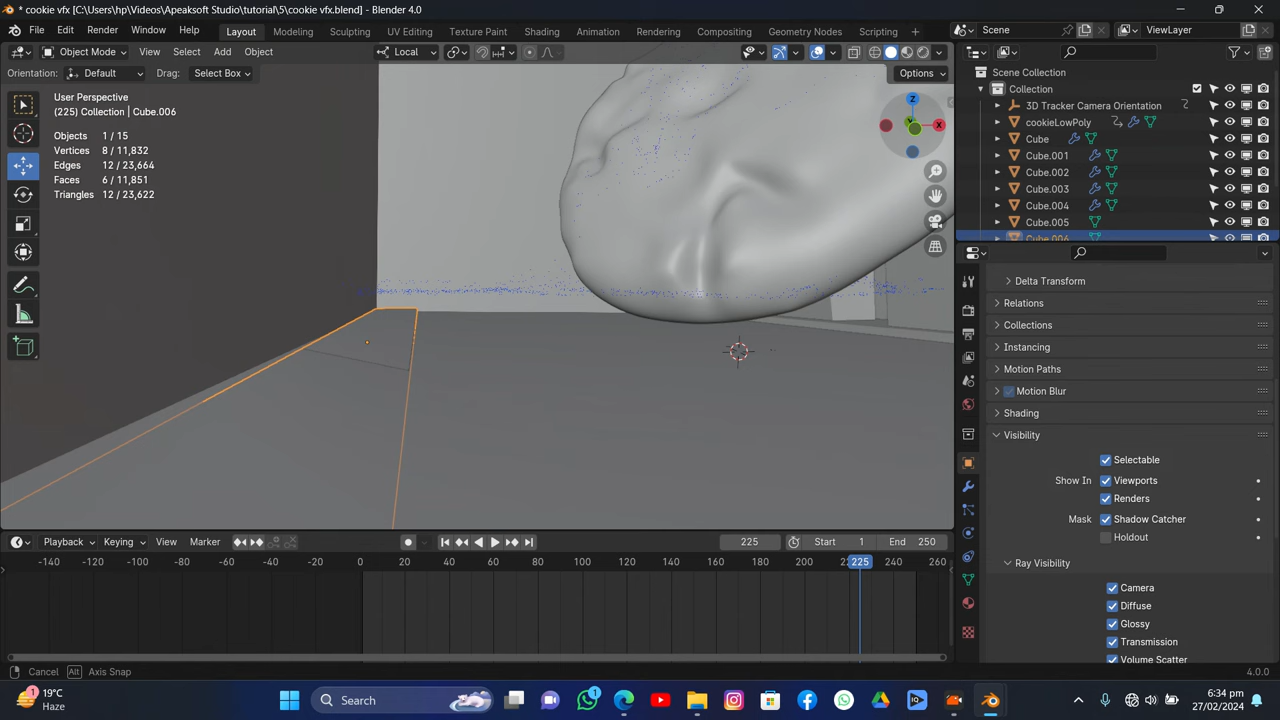 * cookie vfx [C:\Users\hp\Videos\Apeaksoft Studio\tutorial\5\cookie vfx.blend] - Blender 4.0
File Edit Render Window Help Layout Modeling Sculpting UV Editing Texture Paint Shading Animation Rendering Compositing Geometry Nodes Scripting + Scene ViewLayer
Object Mode View Select Add Object Local
Orientation: Default Drag: Select Box Options
User Perspective
(225) Collection | Cube.006
Objects 1 / 15
Vertices 8 / 11,832
Edges 12 / 23,664
Faces 6 / 11,851
Triangles 12 / 23,622
Z
Y
X
Scene Collection
Collection
3D Tracker Camera Orientation
cookieLowPoly
Cube
Cube.001
Cube.002
Cube.003
Cube.004
Cube.005
Cube.006
Delta Transform
Relations
Collections
Instancing
Motion Paths
Motion Blur
Shading
Visibility
Selectable
Show In Viewports
Renders
Mask Shadow Catcher
Holdout
Ray Visibility
Camera
Diffuse
Glossy
Transmission
Volume Scatter
Playback Keying View Marker 225 Start 1 End 250
-140 -120 -100 -80 -60 -40 -20 0 20 40 60 80 100 120 140 160 180 200 225 240 260
Cancel Alt Axis Snap 4.0.0
1
19°C
Haze
Search
1
IQ
6:34 pm
27/02/2024